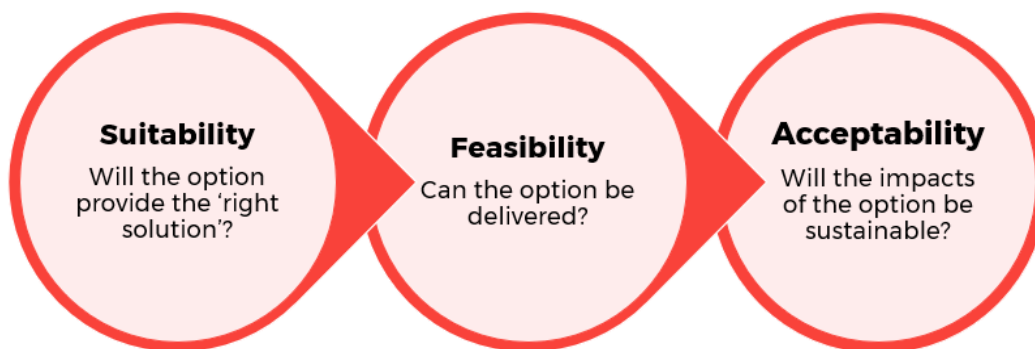 Suitability
Will the option
provide the ‘right
solution’?
Feasibility
Can the option be
delivered?
Acceptability
Will the impacts
of the option be
sustainable?